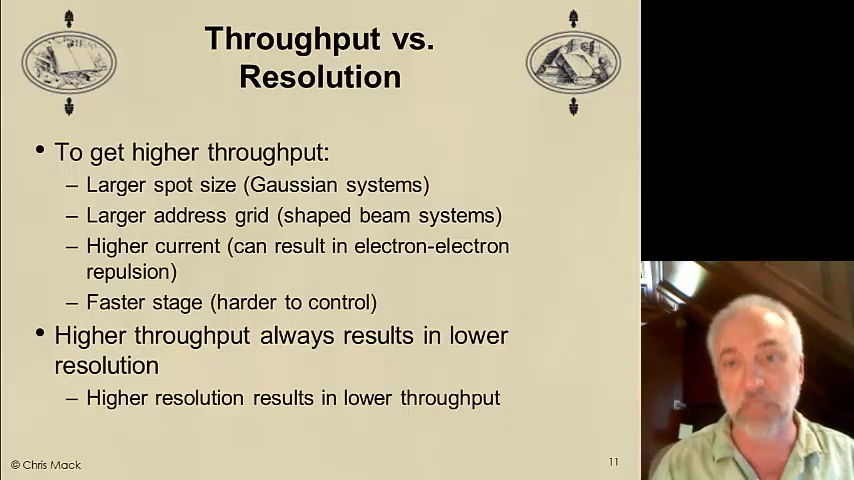 Throughput vs.
Resolution
• To get higher throughput:
– Larger spot size (Gaussian systems)
– Larger address grid (shaped beam systems)
– Higher current (can result in electron-electron
repulsion)
– Faster stage (harder to control)
• Higher throughput always results in lower
resolution
– Higher resolution results in lower throughput
© Chris Mack
11